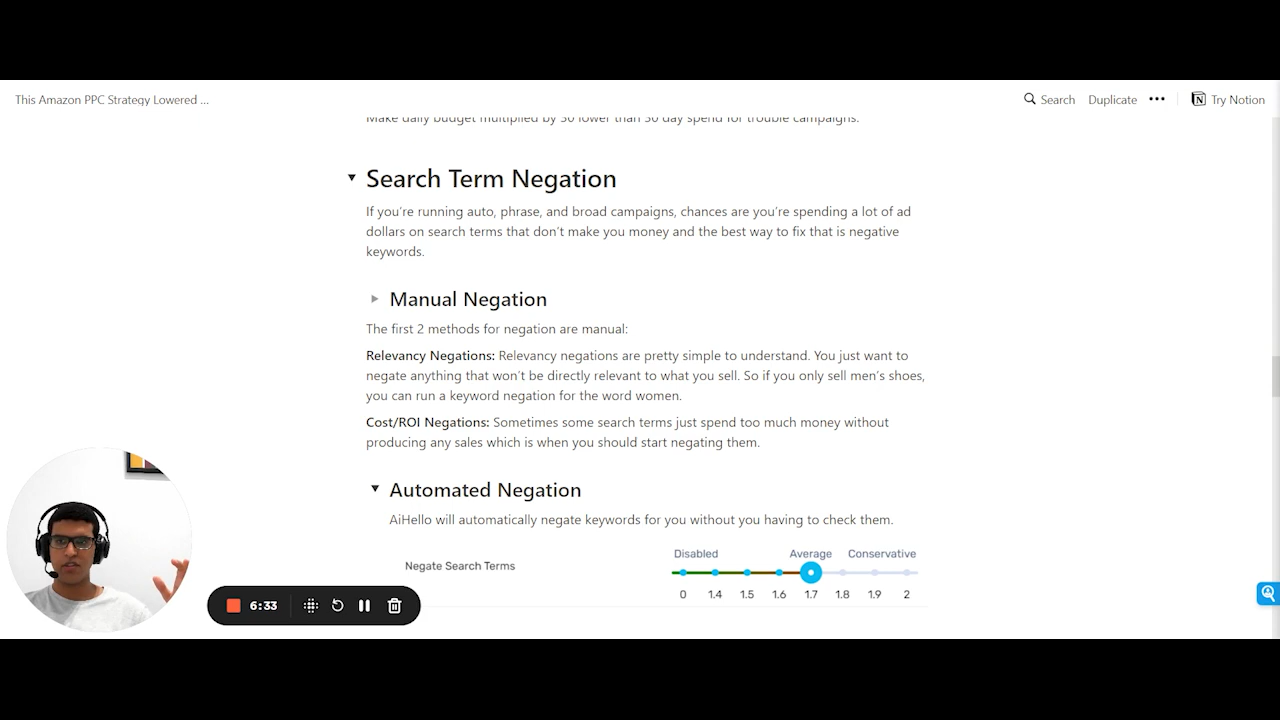 This Amazon PPC Strategy Lowered ...
Search
Duplicate
Try Notion
Make daily budget multiplied by 30 lower than 30 day spend for trouble campaigns.
Search Term Negation
If you're running auto, phrase, and broad campaigns, chances are you're spending a lot of ad
dollars on search terms that don't make you money and the best way to fix that is negative
keywords.
Manual Negation
The first 2 methods for negation are manual:
Relevancy Negations: Relevancy negations are pretty simple to understand. You just want to
negate anything that won't be directly relevant to what you sell. So if you only sell men's shoes,
you can run a keyword negation for the word women.
Cost/ROI Negations: Sometimes some search terms just spend too much money without
producing any sales which is when you should start negating them.
Automated Negation
AiHello will automatically negate keywords for you without you having to check them.
Disabled Average Conservative
Negate Search Terms
0 1.4 1.5 1.6 1.7 1.8 1.9 2
6:33